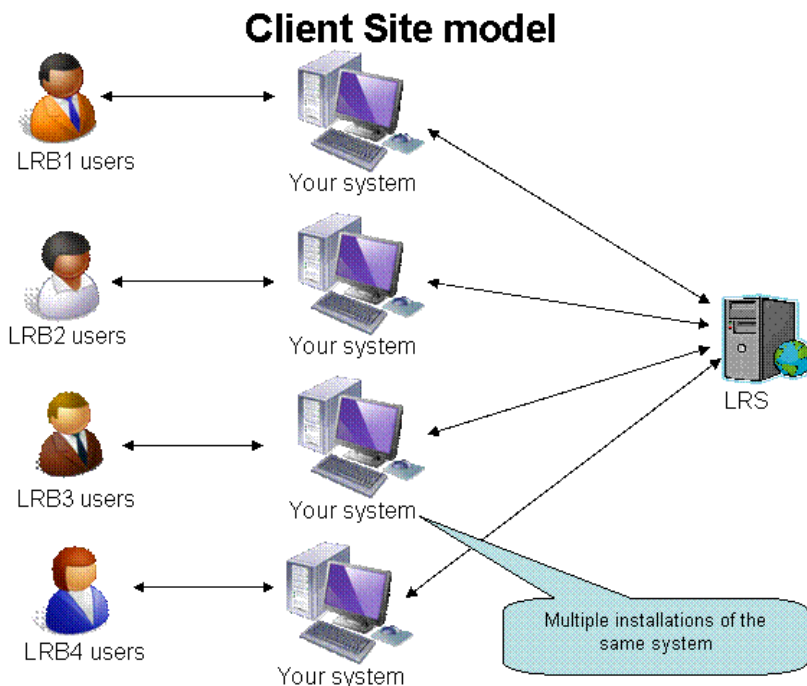 Client Site model
LRB1 users
Your system
LRB2 users
Your system
LRS
LRB3 users
Your system
Multiple installations of the
same system
LRB4 users
Your system